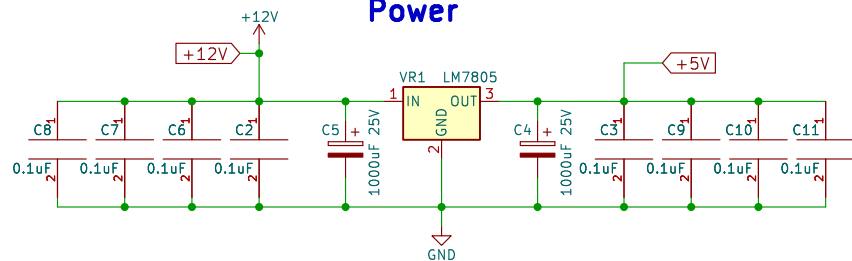 Power
+12V
+12V
+5V
VR1 LM7805
1 IN OUT 3
GND
2
C8 1
0.1uF 2
C7 1
0.1uF 2
C6 1
0.1uF 2
C2 1
0.1uF 2
C5 +
1000uF 25V
C4 +
1000uF 25V
C3 1
0.1uF 2
C9 1
0.1uF 2
C10 1
0.1uF 2
C11 1
0.1uF 2
GND